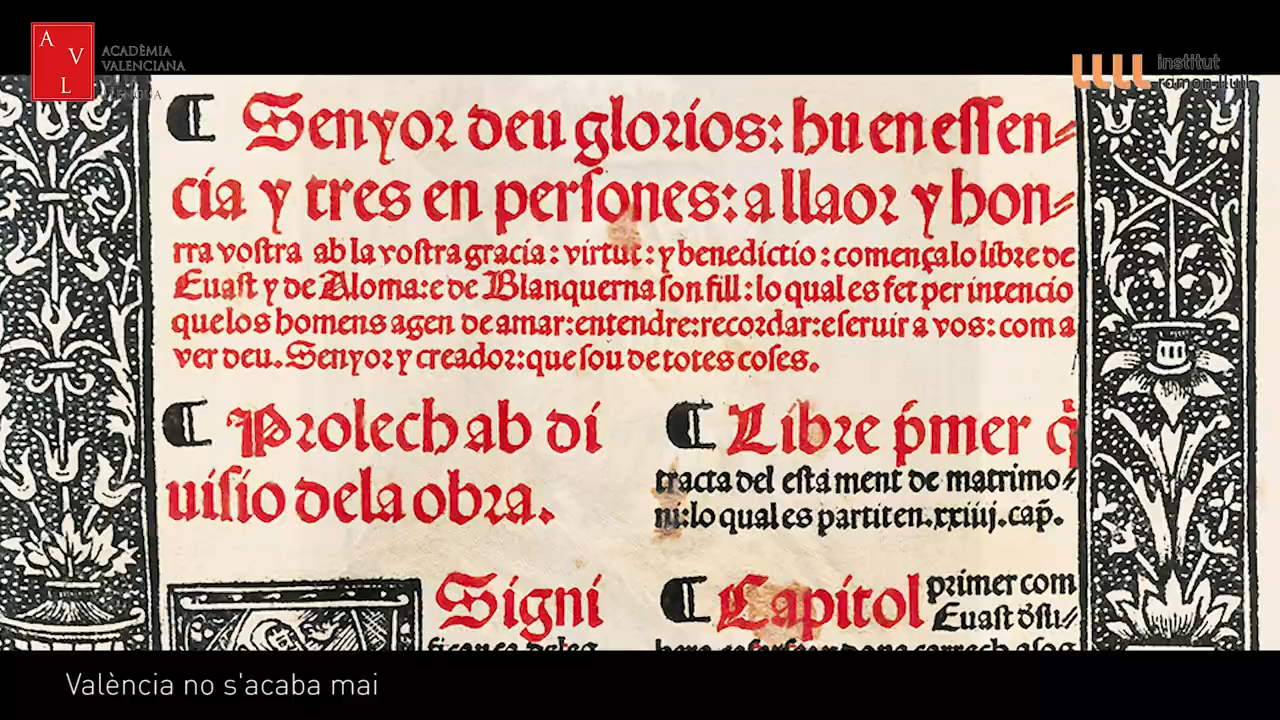 A
V
L
ACADÈMIA
VALENCIANA
institut
ramon llull
¶ Senyor deu glorios: hu en essen-
cia y tres en persones: a llaor y hon-
rra vostra ab la vostra gracia: virtut: y benedictio: comença lo libre de
Euast y de Aloma: e de Blanquerna son fill: lo qual es fet per intencio
que los homens agen de amar: entendre: recordar: e seruir a vos: com a
ver deu. Senyor y creador: que sou de totes coses.
¶ Prolech ab di
uisio dela obra.
Signi
¶ Libre p̃mer q̃
tracta del estament de matrimo-
ni: lo qual es partit en .xxiiij. cap̃.
¶ Capitol primer com
Euast
València no s'acaba mai